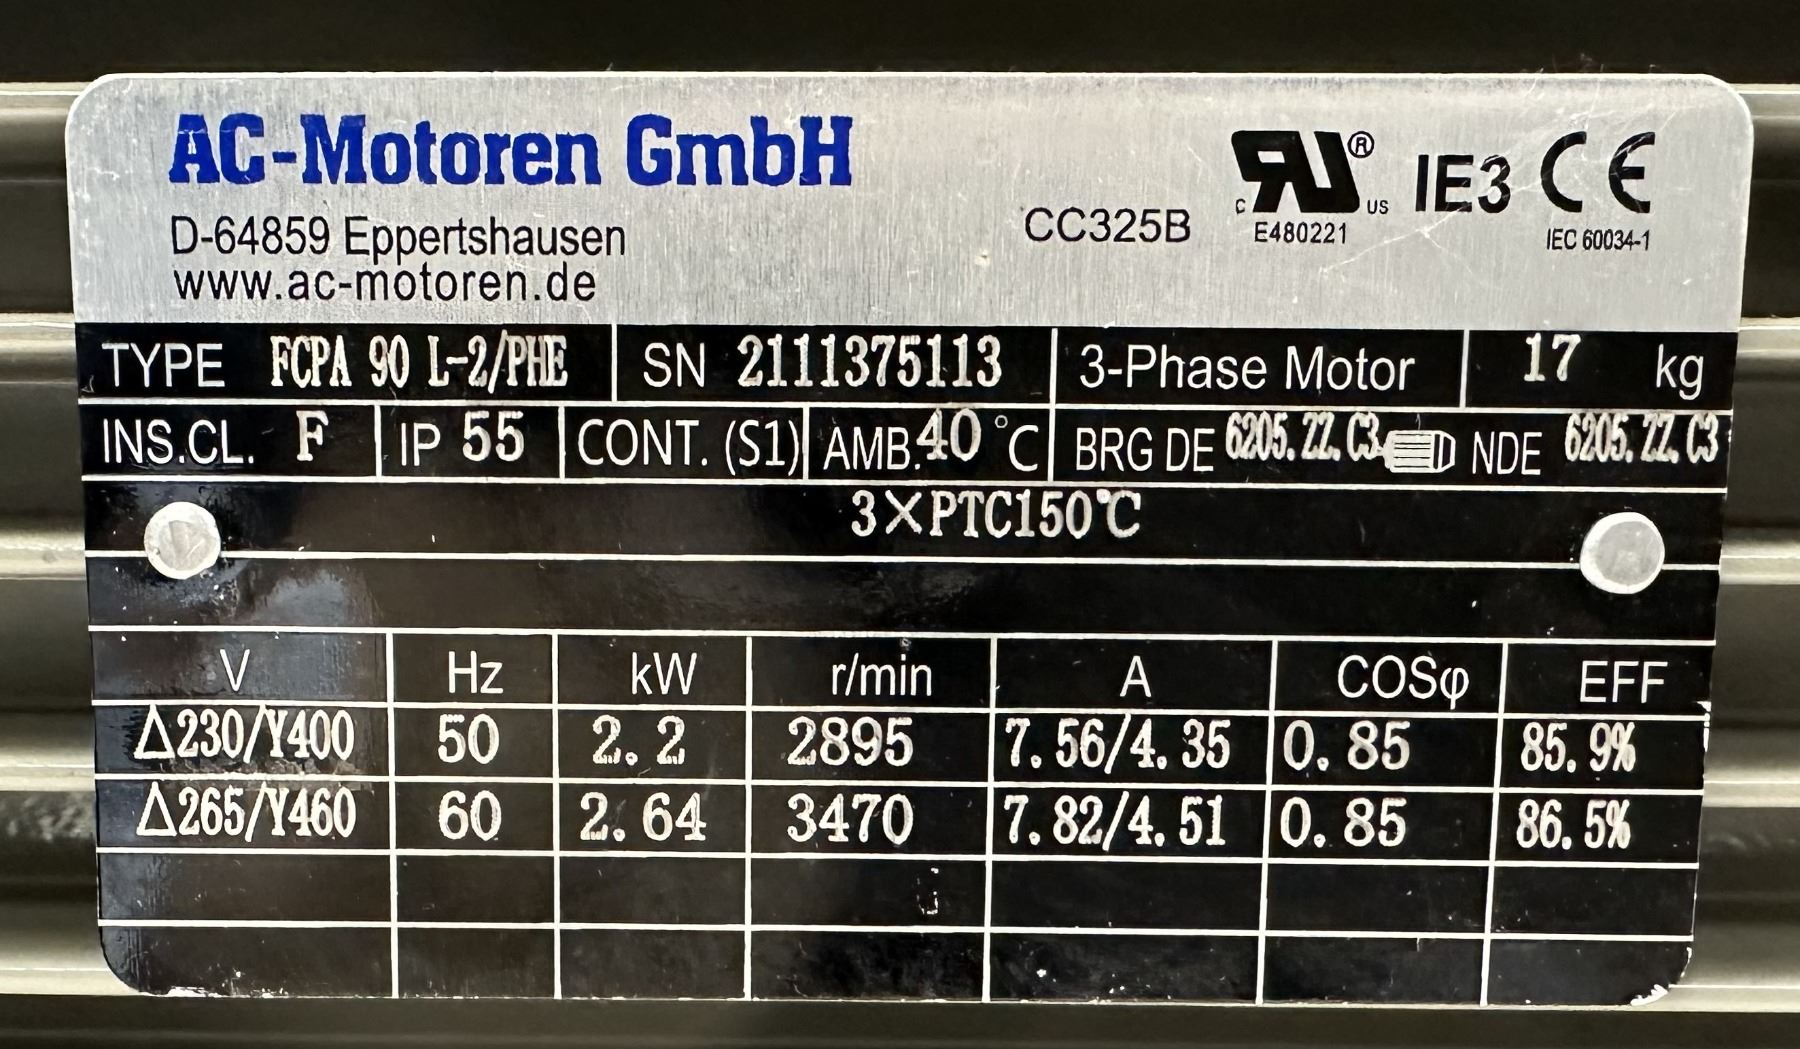 AC-Motoren GmbH
D-64859 Eppertshausen
www.ac-motoren.de
CC325B
c RU ® US
E480221
IE3
CE
IEC 60034-1
TYPE FCPA 90 L-2/PHE SN 2111375113 3-Phase Motor 17 kg
INS.CL. F IP 55 CONT. (S1) AMB.40 °C BRG DE 6205.ZZ.C3 NDE 6205.ZZ.C3
3×PTC150℃
V Hz kW r/min A COSφ EFF
Δ230/Y400 50 2.2 2895 7.56/4.35 0.85 85.9%
Δ265/Y460 60 2.64 3470 7.82/4.51 0.85 86.5%